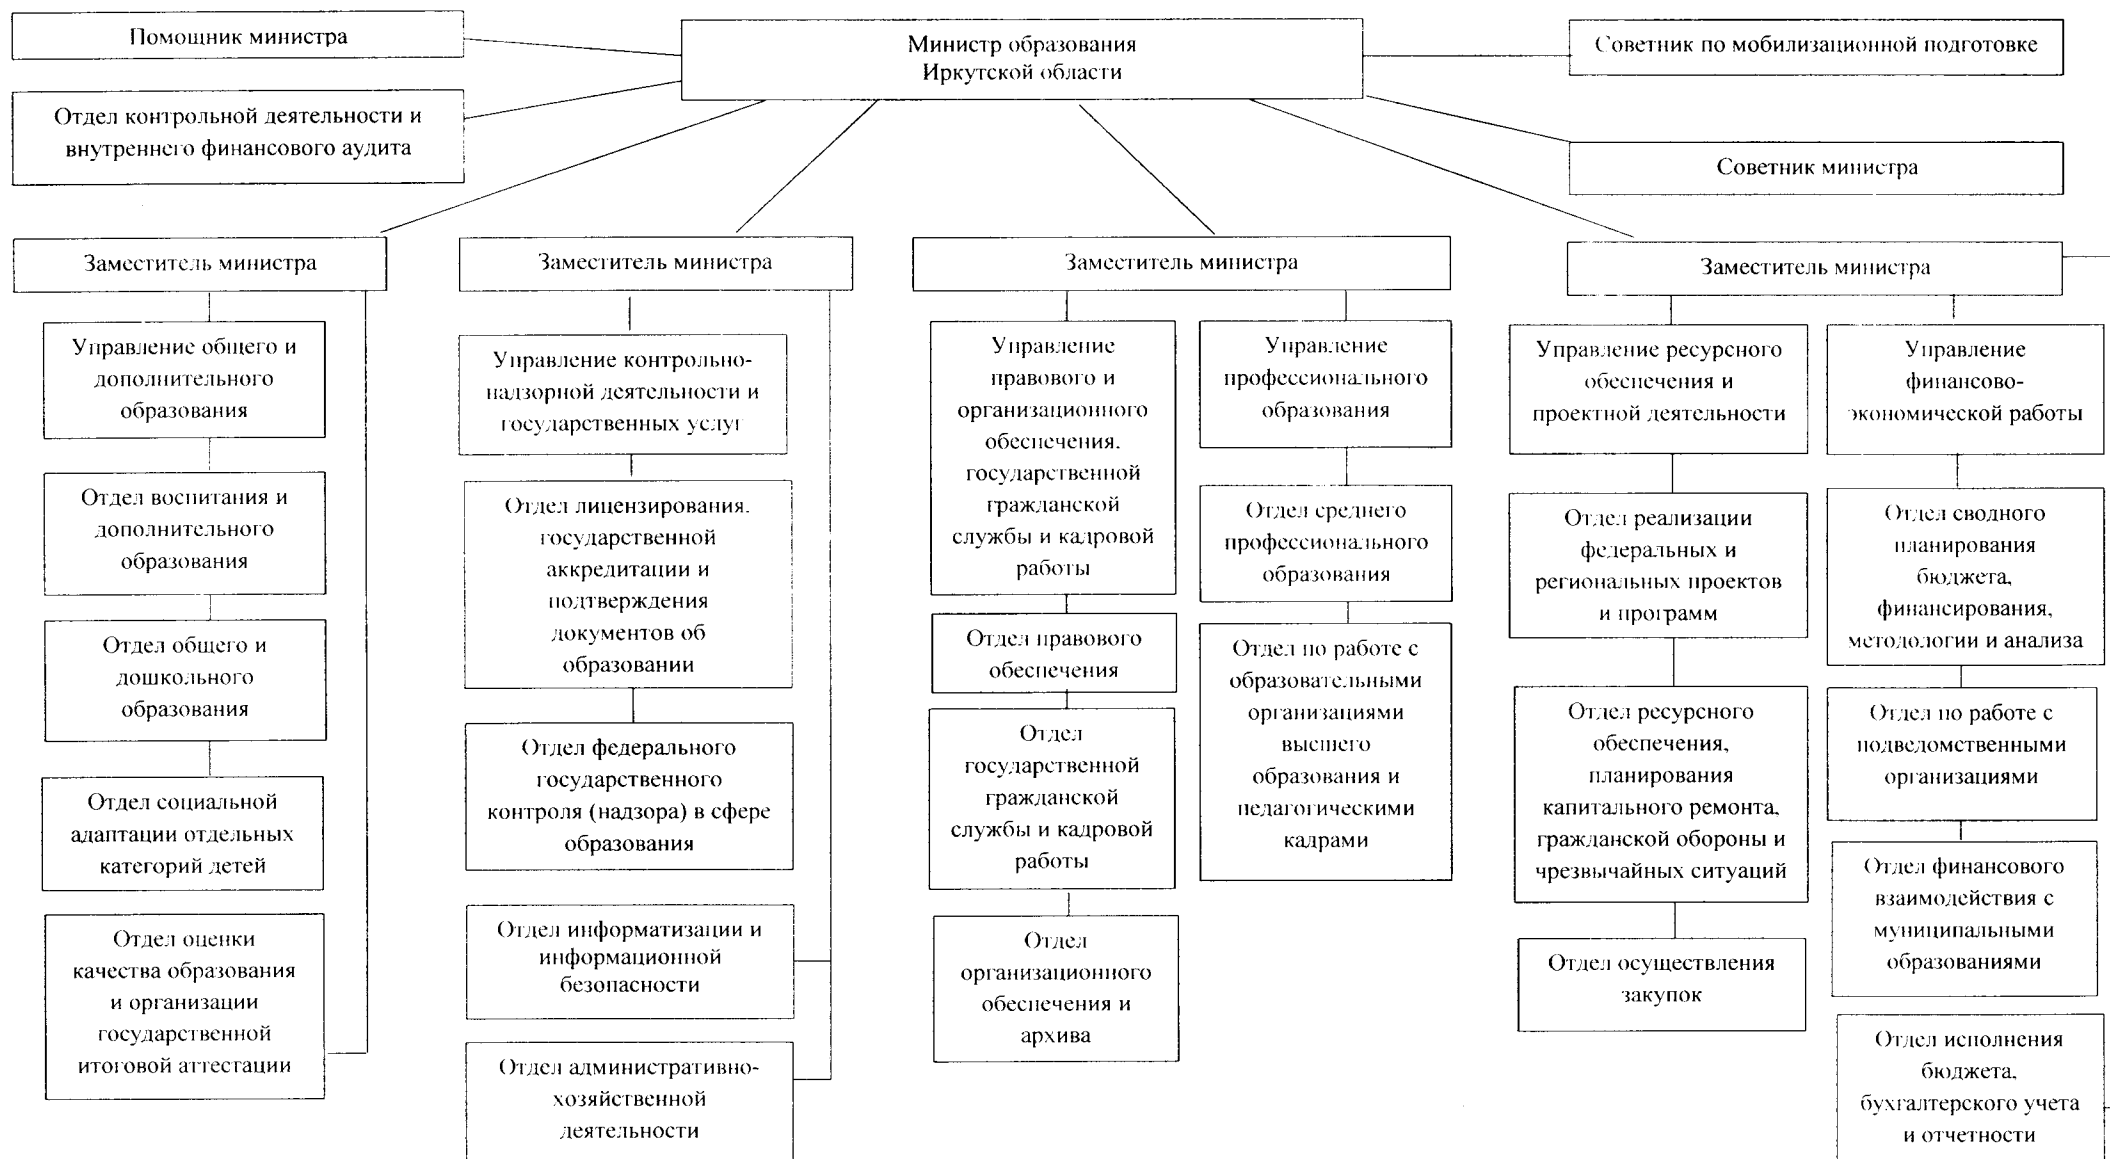 Помощник министра
Министр образования
Иркутской области
Советник по мобилизационной подготовке
Отдел контрольной деятельности и
внутреннего финансового аудита
Советник министра
Заместитель министра
Управление общего и
дополнительного
образования
Отдел воспитания и
дополнительного
образования
Отдел общего и
дошкольного
образования
Отдел социальной
адаптации отдельных
категорий детей
Отдел оценки
качества образования
и организации
государственной
итоговой аттестации
Заместитель министра
Управление контрольно-
надзорной деятельности и
государственных услуг
Отдел лицензирования.
государственной
аккредитации и
подтверждения
документов об
образовании
Отдел федерального
государственного
контроля (надзора) в сфере
образования
Отдел информатизации и
информационной
безопасности
Отдел административно-
хозяйственной
деятельности
Заместитель министра
Управление
правового и
организационного
обеспечения.
государственной
гражданской
службы и кадровой
работы
Отдел правового
обеспечения
Отдел
государственной
гражданской
службы и кадровой
работы
Отдел
организационного
обеспечения и
архива
Управление
профессионального
образования
Отдел среднего
профессионального
образования
Отдел по работе с
образовательными
организациями
высшего
образования и
педагогическими
кадрами
Заместитель министра
Управление ресурсного
обеспечения и
проектной деятельности
Отдел реализации
федеральных и
региональных проектов
и программ
Отдел ресурсного
обеспечения,
планирования
капитального ремонта,
гражданской обороны и
чрезвычайных ситуаций
Отдел осуществления
закупок
Управление
финансово-
экономической работы
Отдел сводного
планирования
бюджета,
финансирования,
методологии и анализа
Отдел по работе с
подведомственными
организациями
Отдел финансового
взаимодействия с
муниципальными
образованиями
Отдел исполнения
бюджета,
бухгалтерского учета
и отчетности